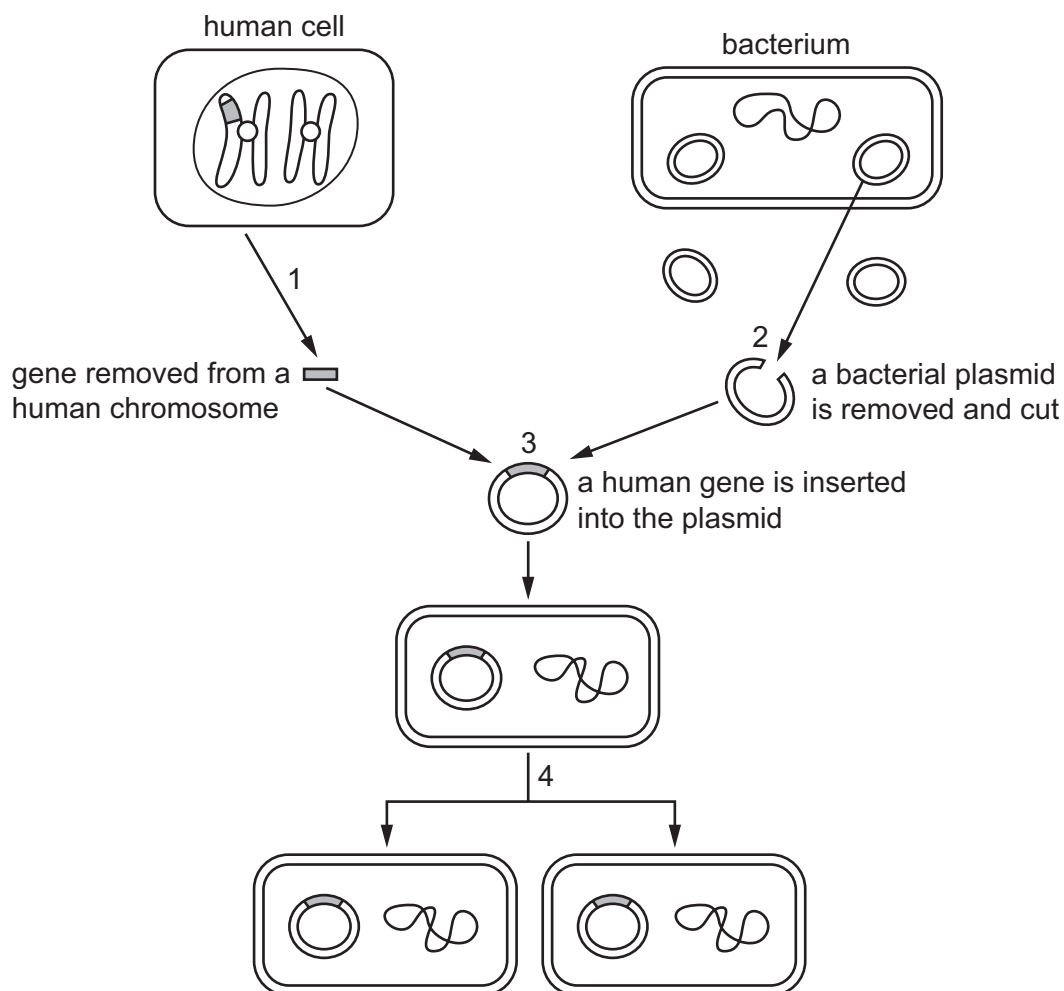 human cell
bacterium
1
2
gene removed from a
human chromosome
a bacterial plasmid
is removed and cut
3
a human gene is inserted
into the plasmid
4